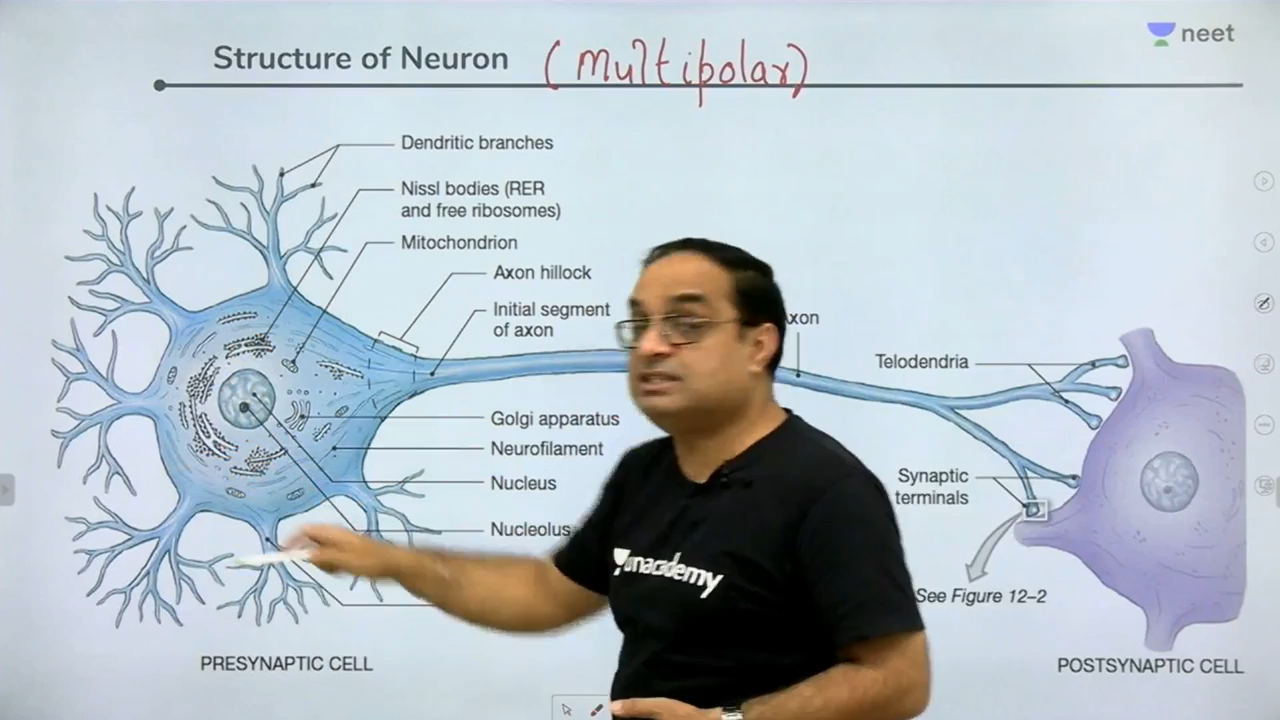 Structure of Neuron (Multipolar)
neet
Dendritic branches
Nissl bodies (RER
and free ribosomes)
Mitochondrion
Axon hillock
Initial segment
of axon
xon
Telodendria
Golgi apparatus
Neurofilament
Nucleus
Nucleolus
Synaptic
terminals
unacademy
See Figure 12–2
PRESYNAPTIC CELL
POSTSYNAPTIC CELL